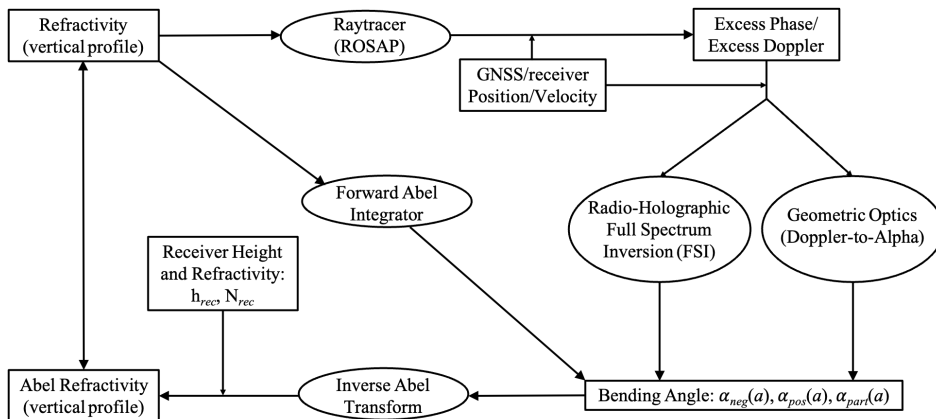 Refractivity
(vertical profile)
Raytracer
(ROSAP)
Excess Phase/
Excess Doppler
GNSS/receiver
Position/Velocity
Forward Abel
Integrator
Radio-Holographic
Full Spectrum
Inversion (FSI)
Geometric Optics
(Doppler-to-Alpha)
Receiver Height
and Refractivity:
h_rec, N_rec
Abel Refractivity
(vertical profile)
Inverse Abel
Transform
Bending Angle: α_neg(a), α_pos(a), α_part(a)